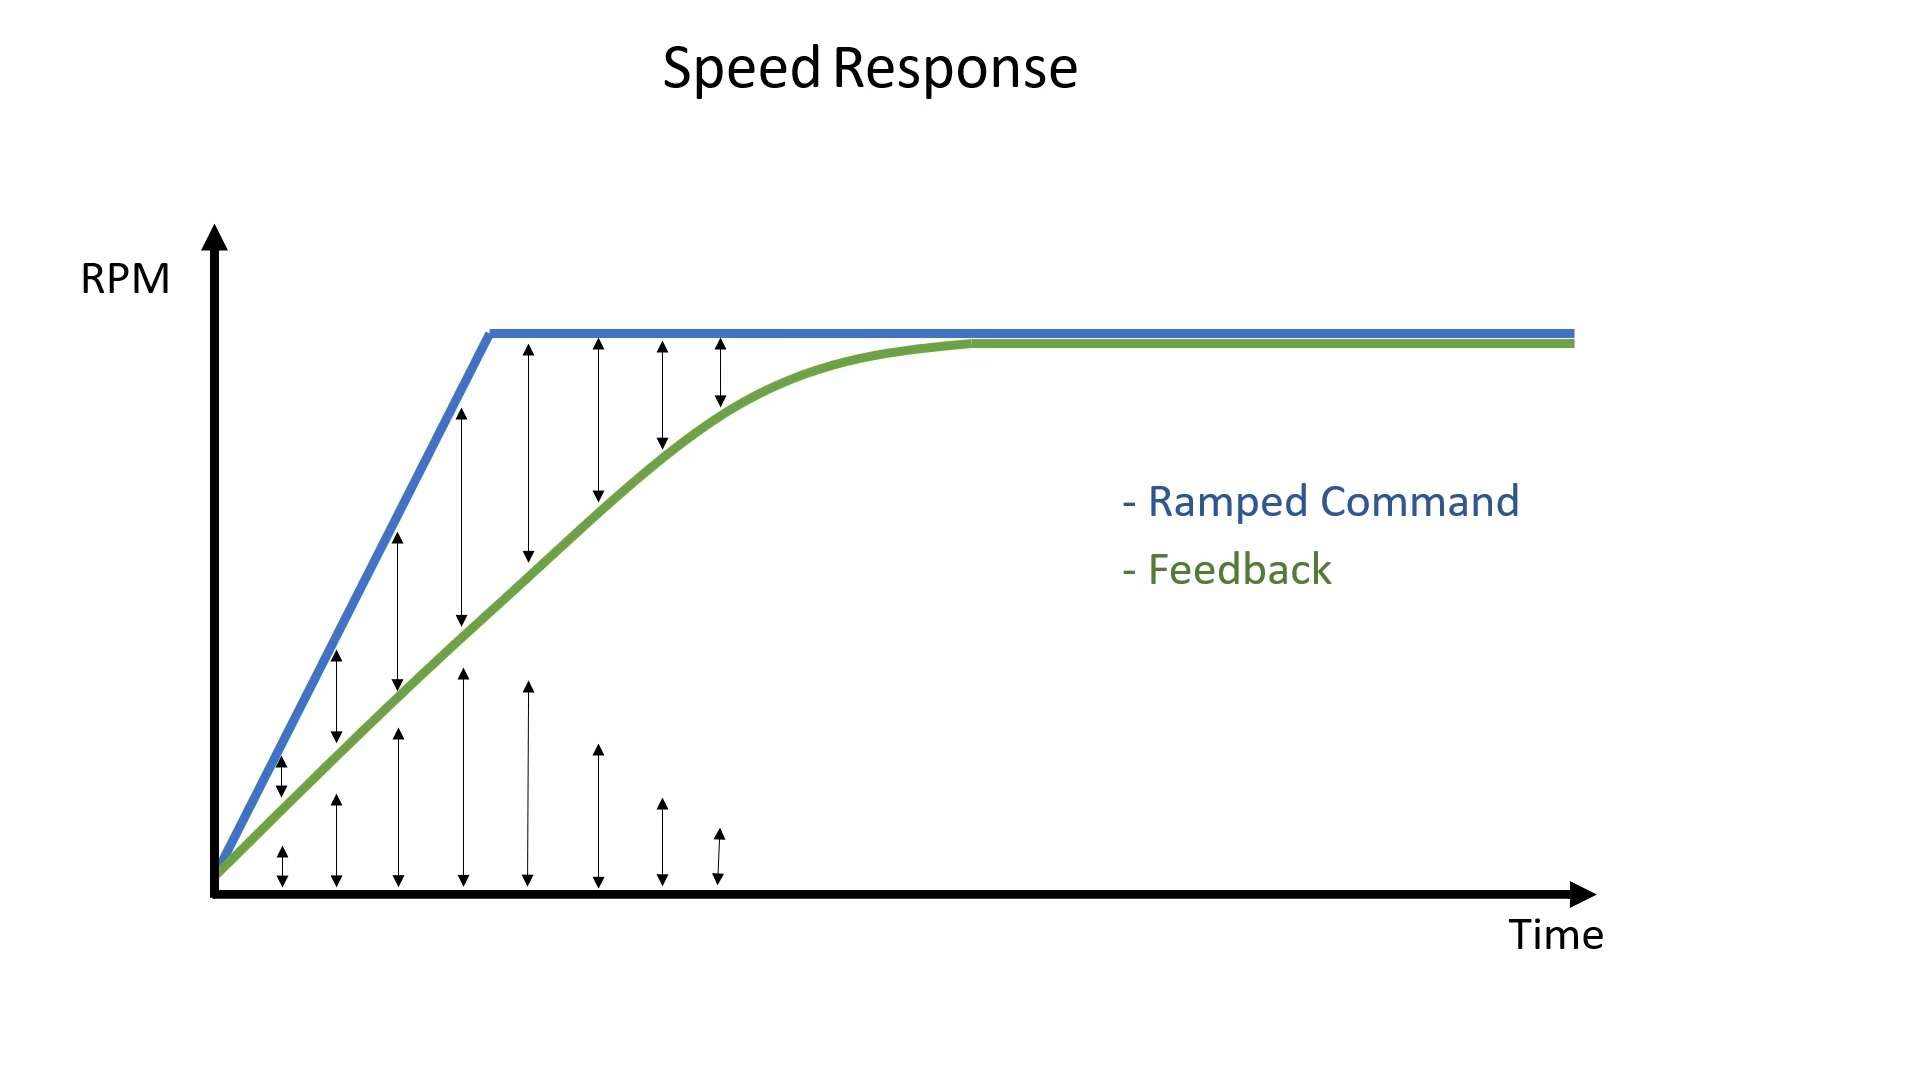 Speed Response
RPM
- Ramped Command
- Feedback
Time